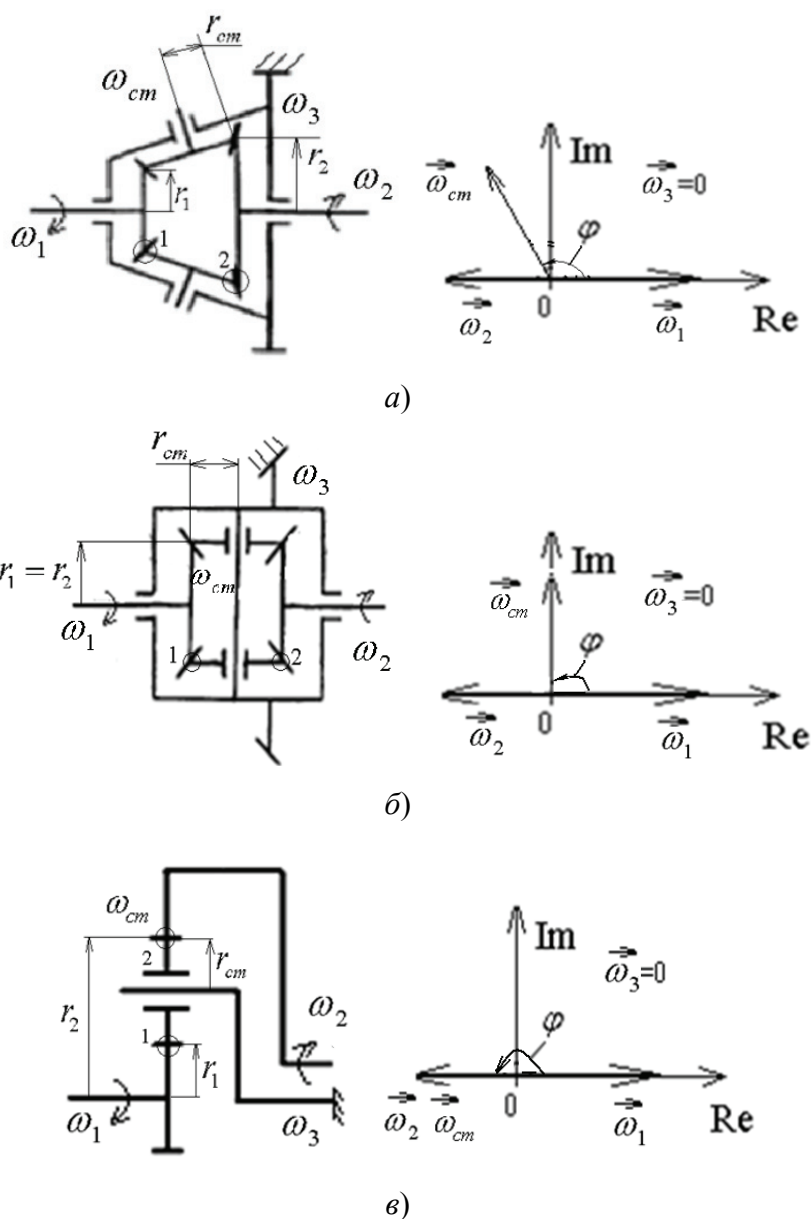 r_cm
ω_cm
ω_3
r_2
r_1
ω_2
ω_1
1
2
Im
ω_cm
ω_3=0
φ
ω_2
0
ω_1
Re
а)
r_cm
ω_3
r_1 = r_2
ω_cm
ω_1
1
2
ω_2
Im
ω_cm
ω_3=0
φ
ω_2
0
ω_1
Re
б)
ω_cm
2
r_cm
r_2
1
r_1
ω_2
ω_1
ω_3
Im
ω_3=0
φ
0
ω_2 ω_cm
ω_1
Re
в)